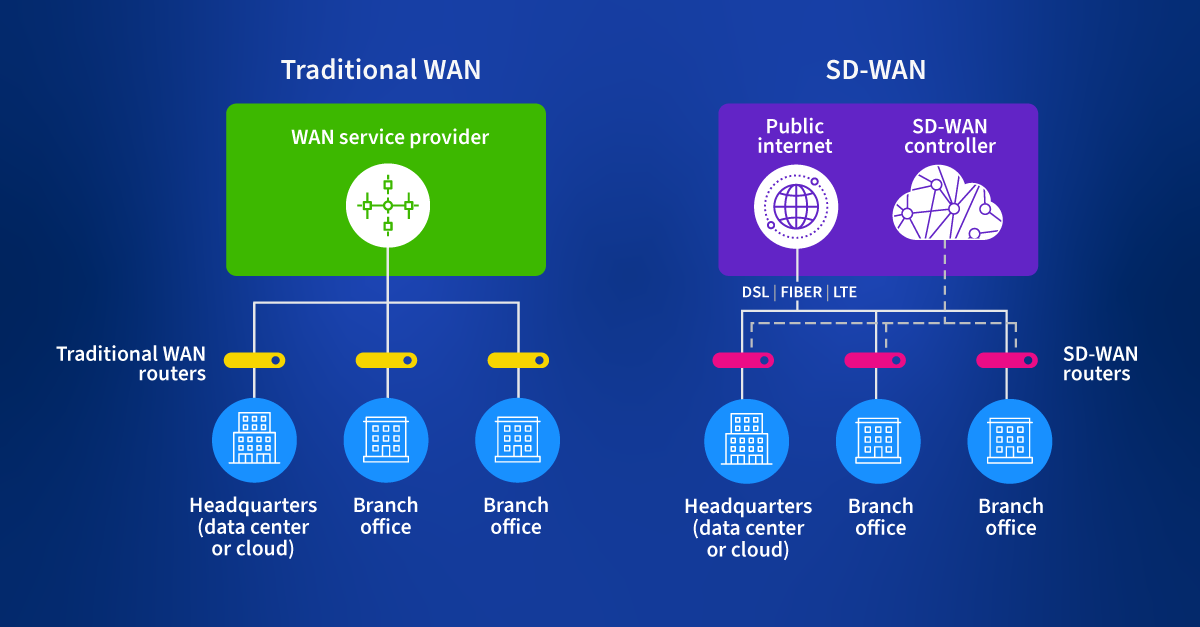 Traditional WAN
WAN service provider
Traditional WAN
routers
Headquarters
(data center
or cloud)
Branch
office
Branch
office
SD-WAN
Public
internet
SD-WAN
controller
DSL | FIBER | LTE
SD-WAN
routers
Headquarters
(data center
or cloud)
Branch
office
Branch
office